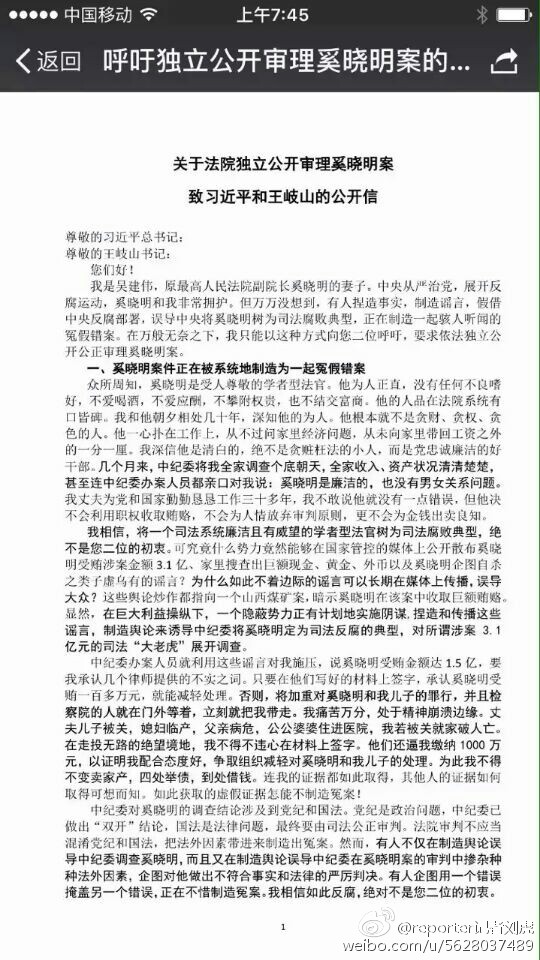 中国移动
上午7:45
返回
呼吁独立公开审理奚晓明案的...
关于法院独立公开审理奚晓明案
致习近平和王岐山的公开信
尊敬的习近平总书记：
尊敬的王岐山书记：
您们好！
我是吴建伟，原最高人民法院副院长奚晓明的妻子。中央从严治党，展开反
腐运动，奚晓明和我非常拥护。但万万没想到，有人捏造事实，制造谣言，假借
中央反腐部署，误导中央将奚晓明树为司法腐败典型，正在制造一起骇人听闻的
冤假错案。在万般无奈之下，我只能以这种方式向您二位呼吁，要求依法独立公
开公正审理奚晓明案。
一、奚晓明案件正在被系统地制造为一起冤假错案
众所周知，奚晓明是受人尊敬的学者型法官。他为人正直，没有任何不良嗜
好，不爱喝酒，不爱应酬，不攀附权贵，也不结交富商。他的人品在法院系统有
口皆碑。我和他朝夕相处几十年，深知他的为人。他根本就不是贪财、贪权、贪
色的人。他一心扑在工作上，从不过问家里经济问题，从未向家里带回工资之外
的一分一厘。我深信他是清白的，绝不是贪赃枉法的小人，而是党忠诚廉洁的好
干部。几个月来，中纪委将我全家调查个底朝天，全家收入、资产状况清清楚楚，
甚至连中纪委办案人员都亲口对我说：奚晓明是廉洁的，也没有男女关系问题。
我丈夫为党和国家勤勤恳恳工作三十多年，我不敢说他就没有一点错误，但他决
不会利用职权收取贿赂，不会为人情放弃审判原则，更不会为金钱出卖良知。
我相信，将一个司法系统廉洁且有威望的学者型法官树为司法腐败典型，绝
不是您二位的初衷。可究竟什么势力竟然能够在国家管控的媒体上公开散布奚晓
明受贿涉案金额 3.1 亿、家里搜查出巨额现金、黄金、外币以及奚晓明企图自杀
之类子虚乌有的谣言？为什么如此不着边际的谣言可以长期在媒体上传播，误导
大众？这些舆论炒作都指向一个山西煤矿案，暗示奚晓明在该案中收取巨额贿赂。
显然，在巨大利益操纵下，一个隐蔽势力正有计划地实施阴谋，捏造和传播这些
谣言，制造舆论来诱导中纪委将奚晓明定为司法反腐的典型，对所谓涉案 3.1
亿元的司法“大老虎”展开调查。
中纪委办案人员就利用这些谣言对我施压，说奚晓明受贿金额达 1.5 亿，要
我承认几个律师提供的不实之词。只要在他们写好的材料上签字，承认奚晓明受
贿一百多万元，就能减轻处理。否则，将加重对奚晓明和我儿子的罪行，并且检
察院的人就在门外等着，立刻就把我带走。我痛苦万分，处于精神崩溃边缘。丈
夫儿子被关，媳妇临产，父亲病危，公公婆婆住进医院，我若被关就家破人亡。
在走投无路的绝望境地，我不得不违心在材料上签字。他们还逼我缴纳 1000 万
元，以证明我配合态度好，争取组织减轻对奚晓明和我儿子的处理。为此我不得
不变卖家产，四处举债，到处借钱。连我的证据都如此取得，其他人的证据如何
取得可想而知。如此获取的虚假证据怎能不制造冤案！
中纪委对奚晓明的调查结论涉及到党纪和国法。党纪是政治问题，中纪委已
做出“双开”结论，国法是法律问题，最终要由司法公正审判。法院审判不应当
混淆党纪和国法，把法外因素带进来制造出冤案。然而，有人不仅在制造舆论误
导中纪委调查奚晓明，而且又在制造舆论误导中纪委在奚晓明案的审判中掺杂种
种法外因素，企图对他做出不符合事实和法律的严厉判决。有人企图用一个错误
掩盖另一个错误，正在不惜制造冤案。我相信如此反腐，绝对不是您二位的初衷。
1
weibo.com/u/5628037489